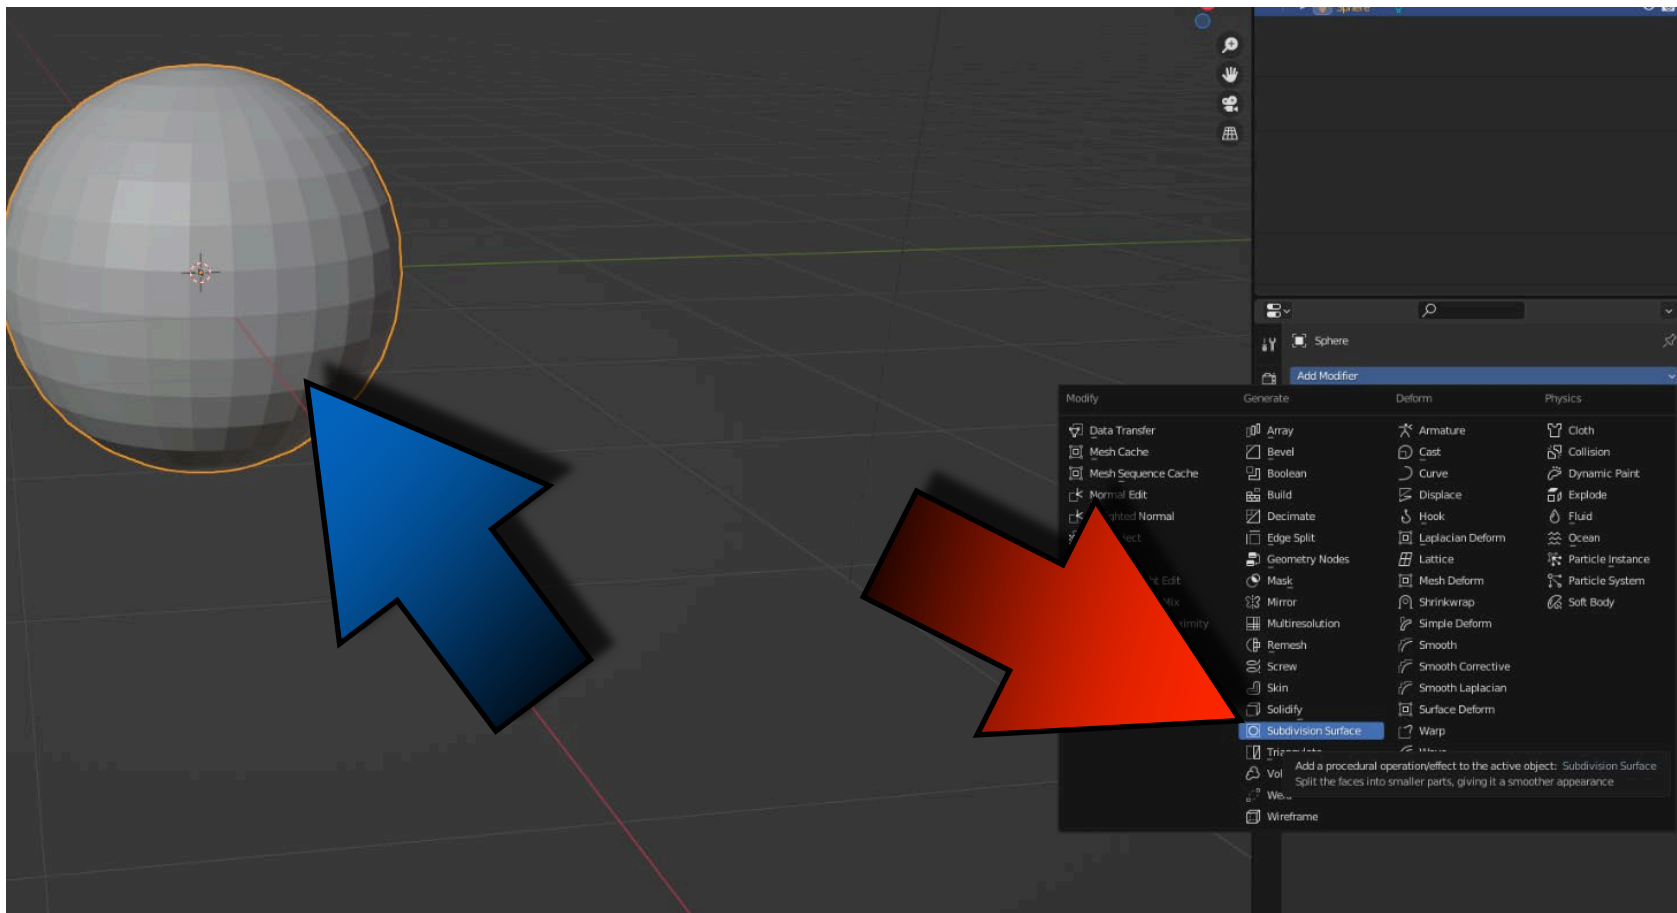 Sphere
Sphere
Add Modifier
Modify
Data Transfer
Mesh Cache
Mesh Sequence Cache
Normal Edit
Normal
Generate
Array
Bevel
Boolean
Build
Decimate
Edge Split
Geometry Nodes
Mask
Mirror
Multiresolution
Remesh
Screw
Skin
Solidify
Subdivision Surface
Wireframe
Deform
Armature
Cast
Curve
Displace
Hook
Laplacian Deform
Lattice
Mesh Deform
Shrinkwrap
Simple Deform
Smooth
Smooth Corrective
Smooth Laplacian
Surface Deform
Warp
Physics
Cloth
Collision
Dynamic Paint
Explode
Fluid
Ocean
Particle Instance
Particle System
Soft Body
Add a procedural operation/effect to the active object: Subdivision Surface
Split the faces into smaller parts, giving it a smoother appearance